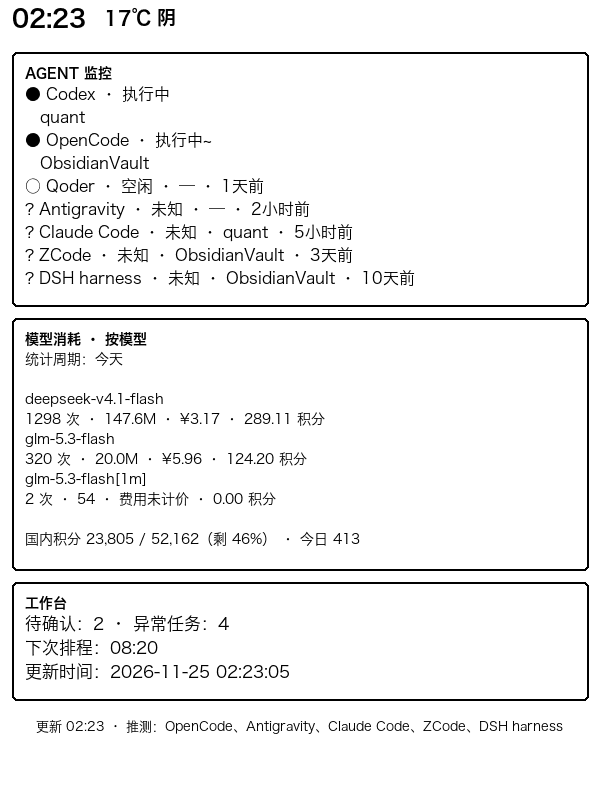 02:23 17℃ 阴
AGENT 监控
● Codex · 执行中
quant
● OpenCode · 执行中~
ObsidianVault
○ Qoder · 空闲 · — · 1天前
? Antigravity · 未知 · — · 2小时前
? Claude Code · 未知 · quant · 5小时前
? ZCode · 未知 · ObsidianVault · 3天前
? DSH harness · 未知 · ObsidianVault · 10天前
模型消耗 · 按模型
统计周期：今天
deepseek-v4.1-flash
1298 次 · 147.6M · ¥3.17 · 289.11 积分
glm-5.3-flash
320 次 · 20.0M · ¥5.96 · 124.20 积分
glm-5.3-flash[1m]
2 次 · 54 · 费用未计价 · 0.00 积分
国内积分 23,805 / 52,162（剩 46%） · 今日 413
工作台
待确认：2 · 异常任务：4
下次排程：08:20
更新时间：2026-11-25 02:23:05
更新 02:23 · 推测：OpenCode、Antigravity、Claude Code、ZCode、DSH harness